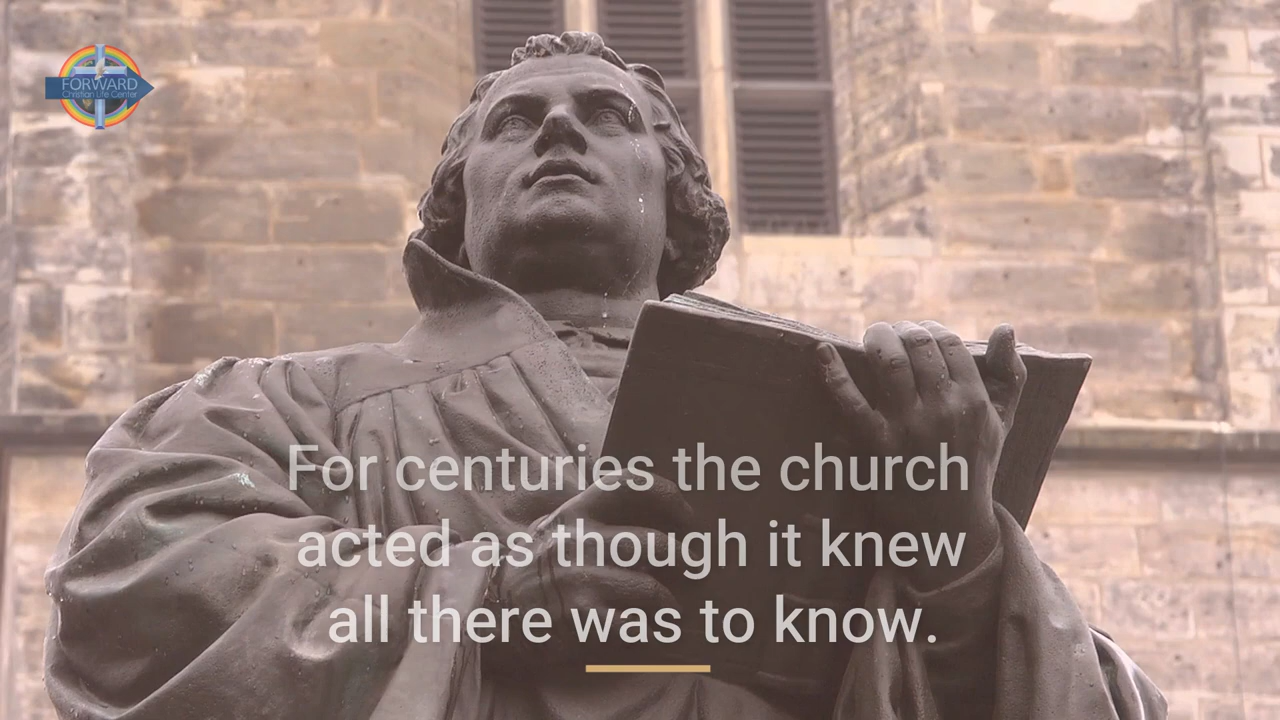 FORWARD
Christian Life Center
For centuries the church
acted as though it knew
all there was to know.